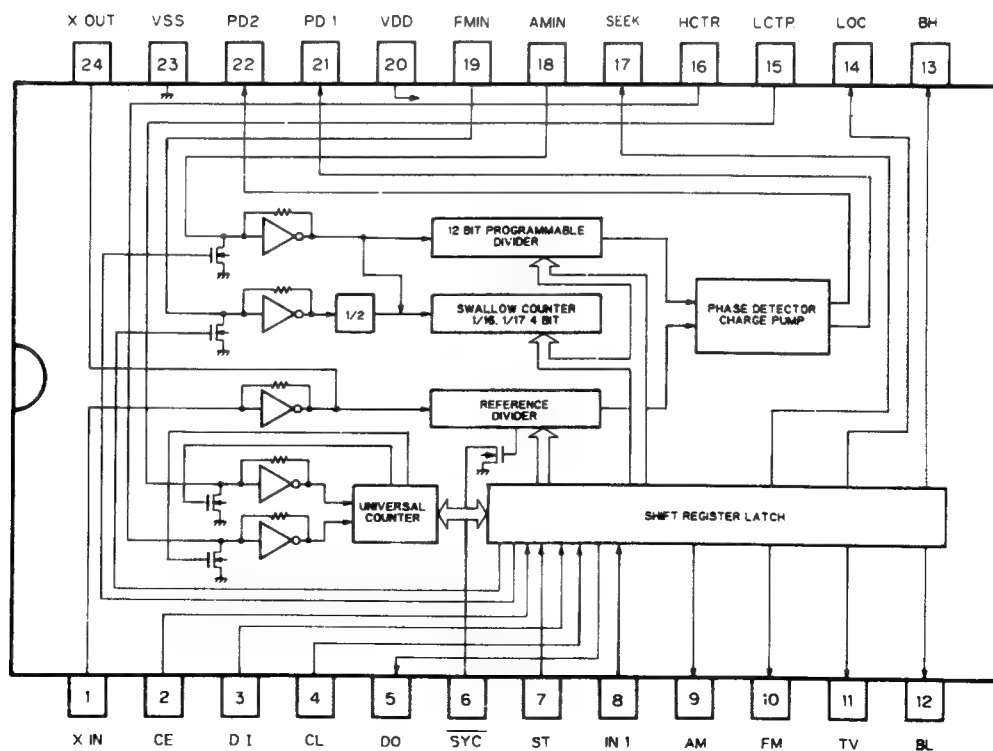 X OUT VSS PD2 PD 1 VDD FMIN AMIN SEEK HCTR LCTP LOC BH
24 23 22 21 20 19 18 17 16 15 14 13
12 BIT PROGRAMMABLE
DIVIDER
1/2
SWALLOW COUNTER
1/16, 1/17 4 BIT
PHASE DETECTOR
CHARGE PUMP
REFERENCE
DIVIDER
UNIVERSAL
COUNTER
SHIFT REGISTER LATCH
1 2 3 4 5 6 7 8 9 10 11 12
X IN CE D I CL DO SYC ST IN 1 AM FM TV BL